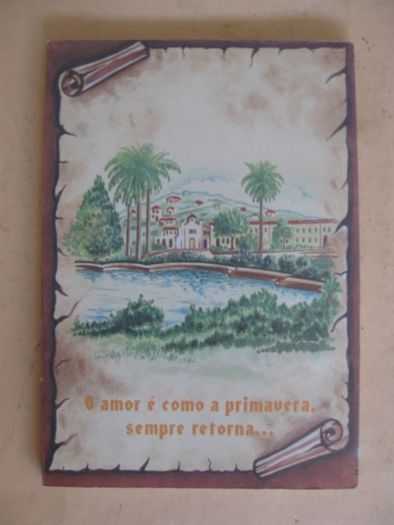 O amor é como a primavera,
sempre retorna...